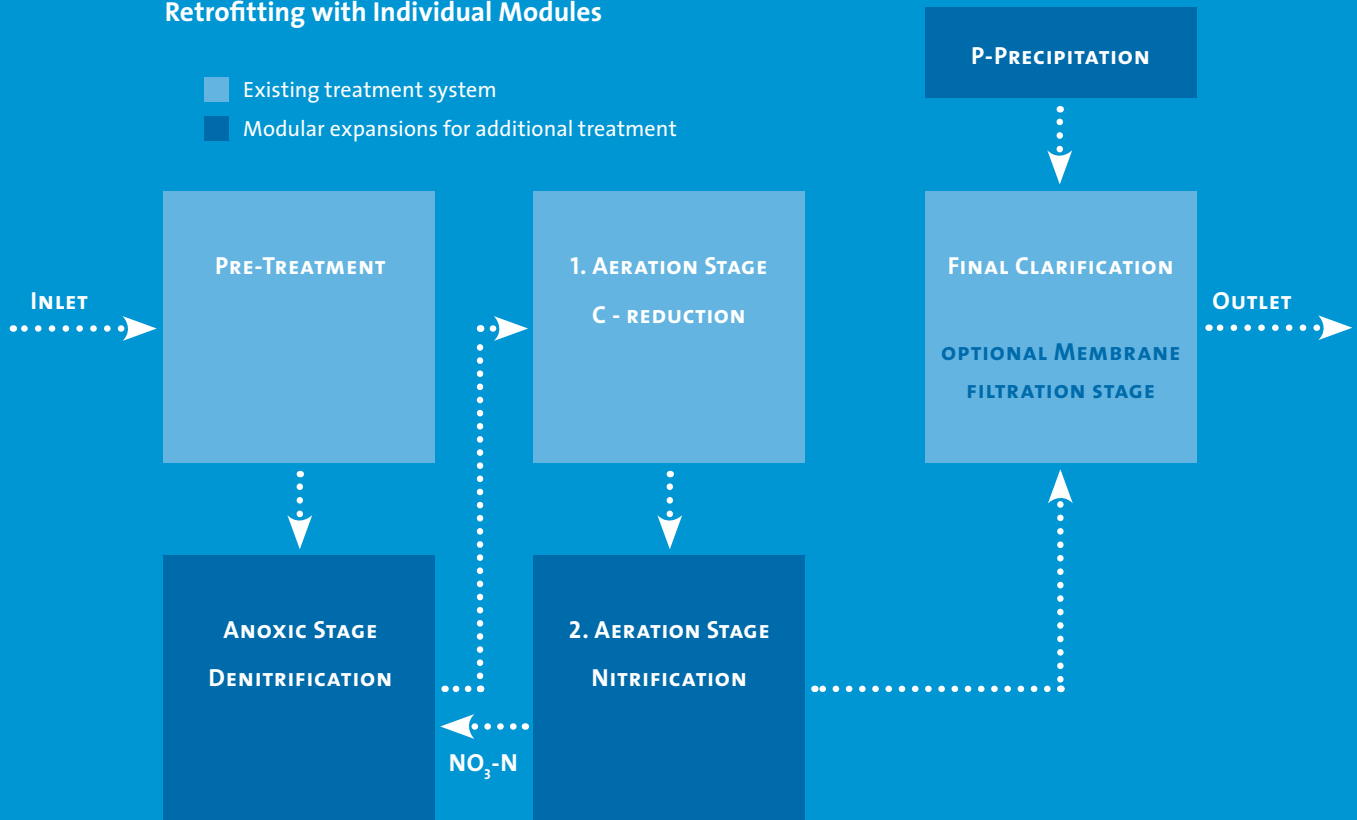 Retrofitting with Individual Modules
Existing treatment system
Modular expansions for additional treatment
P-Precipitation
Inlet
Pre-Treatment
1. Aeration Stage
C - reduction
Final Clarification
optional Membrane
filtration stage
Outlet
Anoxic Stage
Denitrification
2. Aeration Stage
Nitrification
NO₃-N